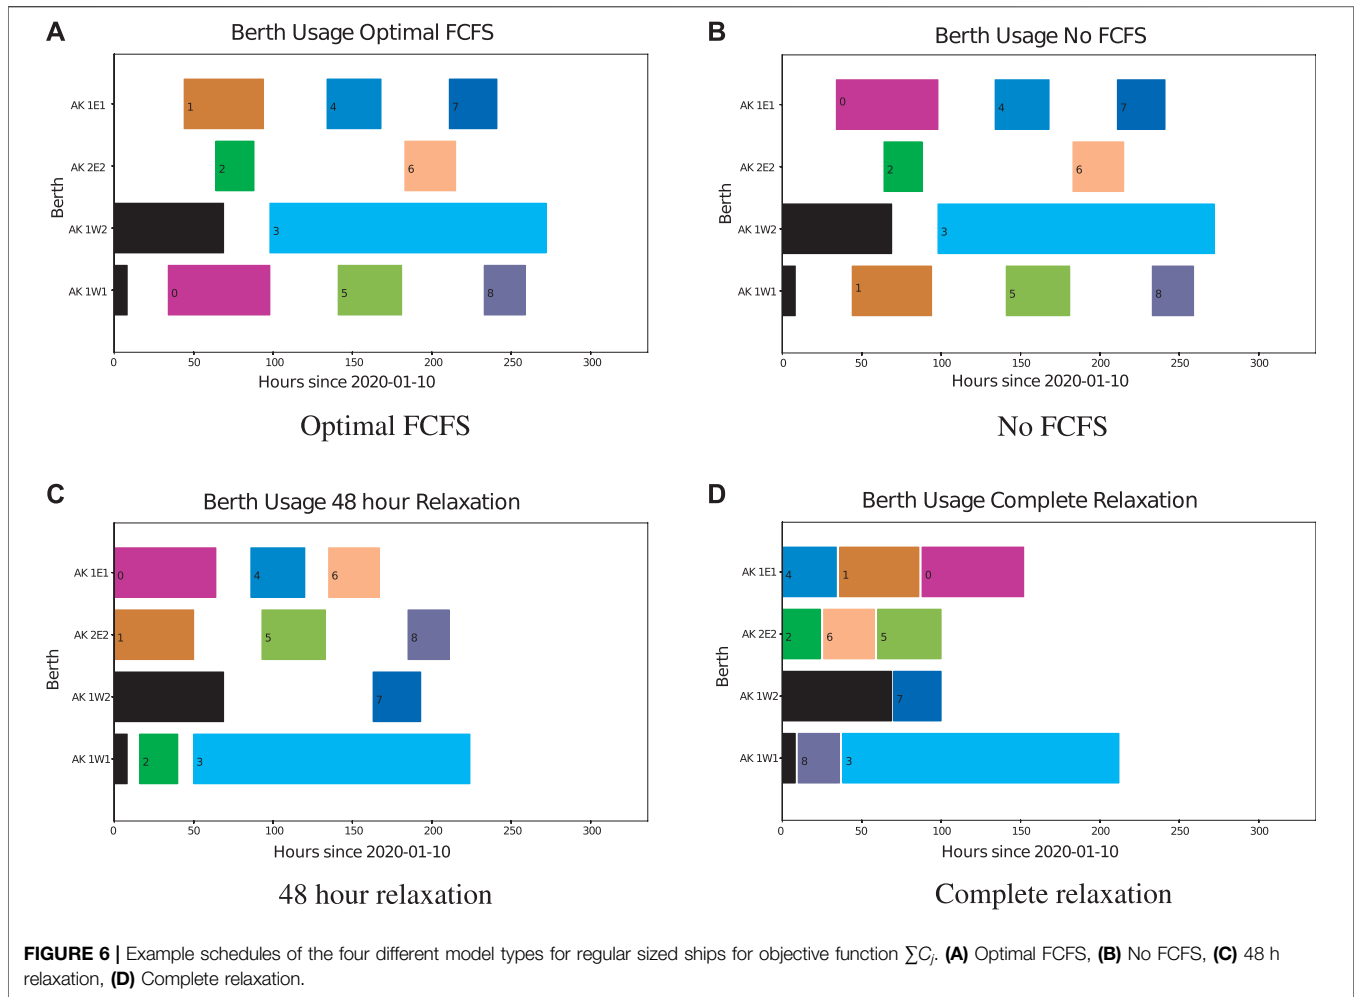 A
Berth Usage Optimal FCFS
AK 1E1
1
4
7
AK 2E2
2
6
Berth
AK 1W2
3
AK 1W1
0
5
8
0 50 100 150 200 250 300
Hours since 2020-01-10
Optimal FCFS
B
Berth Usage No FCFS
AK 1E1
0
4
7
AK 2E2
2
6
Berth
AK 1W2
3
AK 1W1
1
5
8
0 50 100 150 200 250 300
Hours since 2020-01-10
No FCFS
C
Berth Usage 48 hour Relaxation
AK 1E1
0
4
6
AK 2E2
1
5
8
Berth
AK 1W2
7
AK 1W1
2
3
0 50 100 150 200 250 300
Hours since 2020-01-10
48 hour relaxation
D
Berth Usage Complete Relaxation
AK 1E1
4
1
0
AK 2E2
2
6
5
Berth
AK 1W2
7
AK 1W1
8
3
0 50 100 150 200 250 300
Hours since 2020-01-10
Complete relaxation
FIGURE 6 | Example schedules of the four different model types for regular sized ships for objective function ∑Cj. (A) Optimal FCFS, (B) No FCFS, (C) 48 h
relaxation, (D) Complete relaxation.